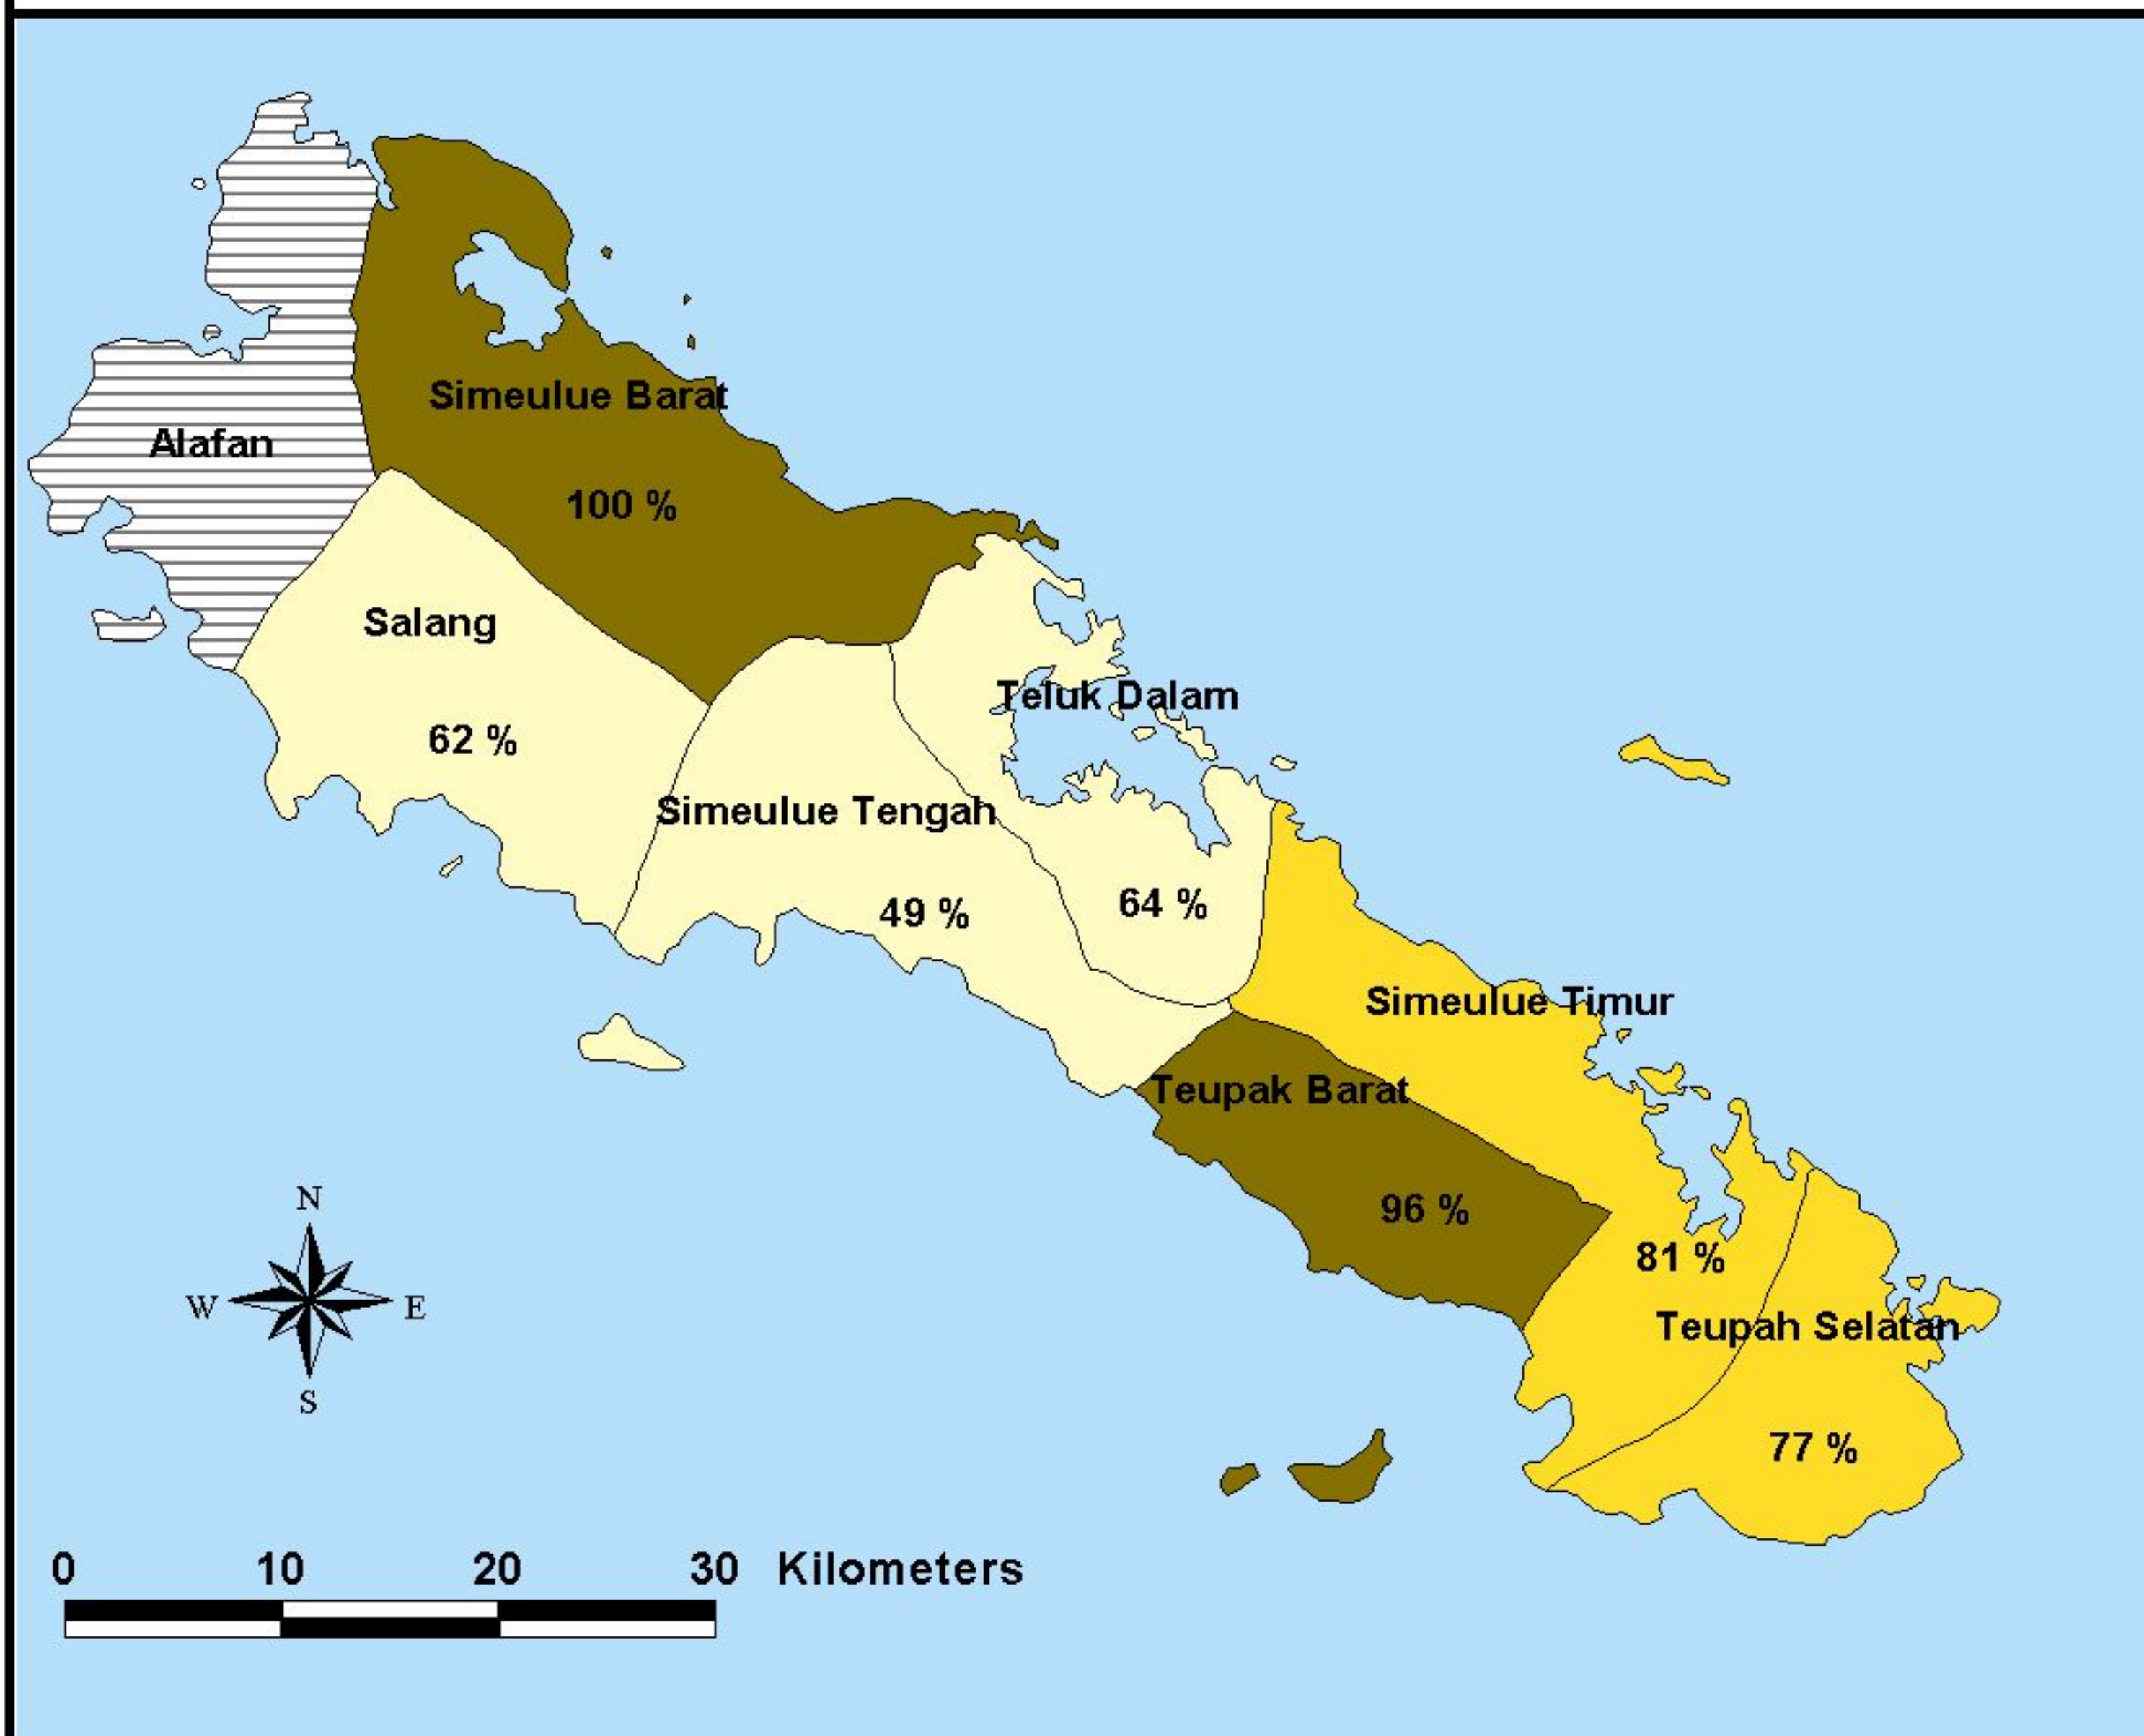 Simeulue Barat
Alafan
100 %
Salang
Teluk Dalam
62 %
Simeulue Tengah
64 %
49 %
Simeulue Timur
Teupak Barat
N
96 %
81 %
W E
Teupah Selatan
S
77 %
0 10 20 30 Kilometers